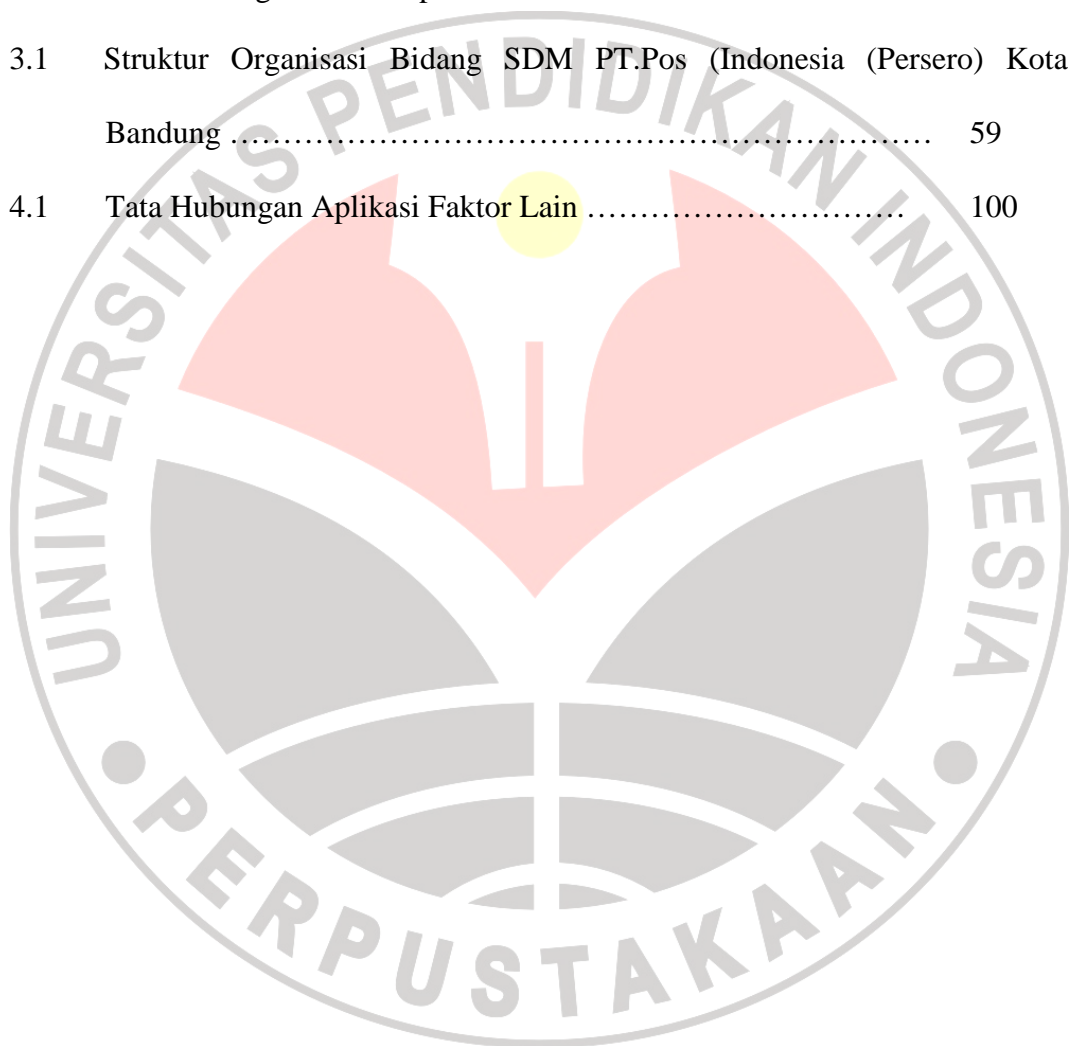 3.1 Struktur Organisasi Bidang SDM PT.Pos (Indonesia (Persero) Kota
Bandung ………………………………………………………… 59
4.1 Tata Hubungan Aplikasi Faktor Lain ………………………… 100
UNIVERSITAS PENDIDIKAN INDONESIA
PERPUSTAKAAN